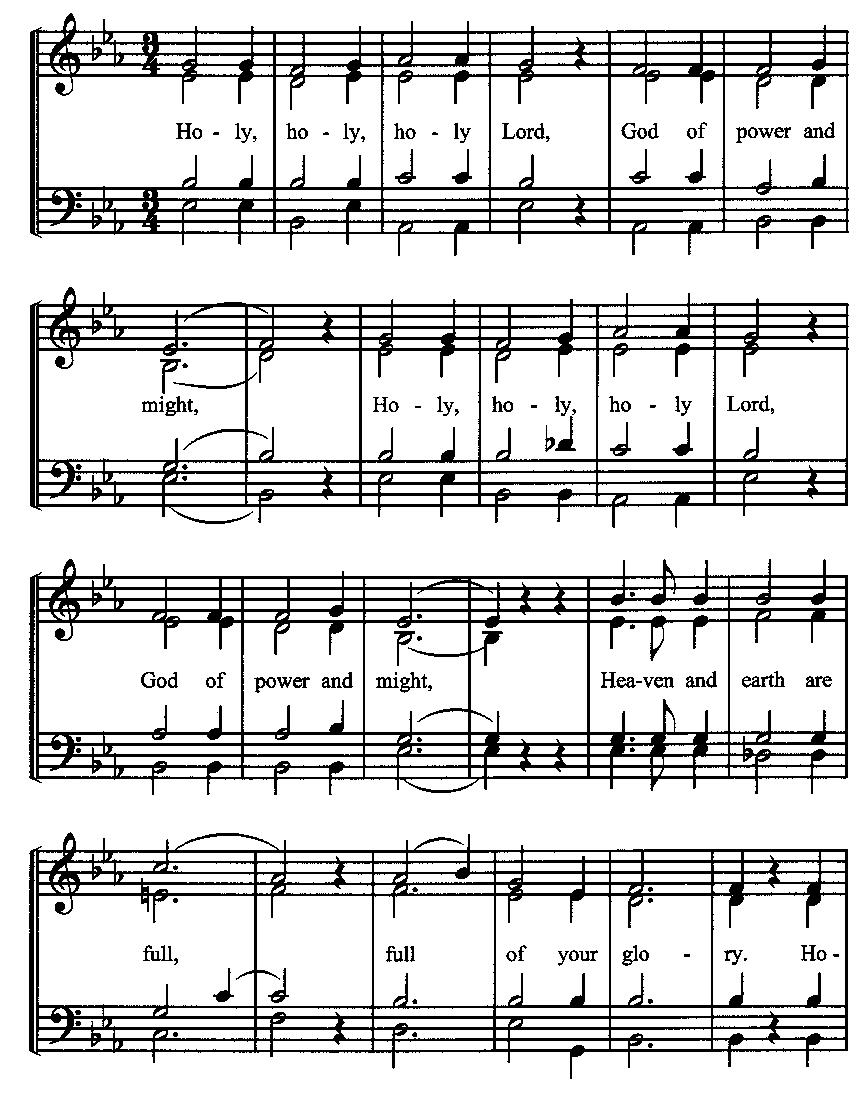 Ho - ly, ho - ly, ho - ly Lord, God of power and
might, Ho - ly, ho - ly, ho - ly Lord,
God of power and might, Hea-ven and earth are
full, full of your glo - ry. Ho -